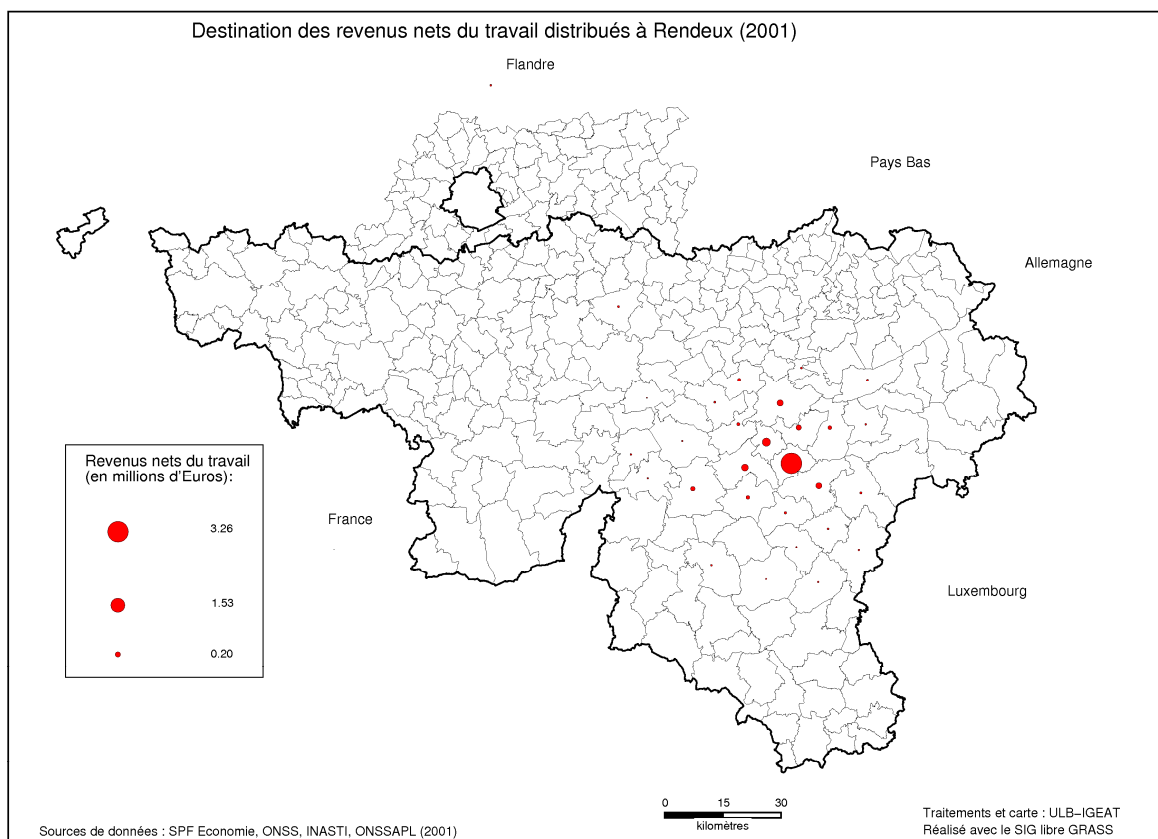 Destination des revenus nets du travail distribués à Rendeux (2001)
Flandre
Pays Bas
Allemagne
Revenus nets du travail
(en millions d'Euros):
3.26
1.53
0.20
France
Luxembourg
0 15 30
kilomètres
Sources de données : SPF Economie, ONSS, INASTI, ONSSAPL (2001)
Traitements et carte : ULB–IGEAT
Réalisé avec le SIG libre GRASS